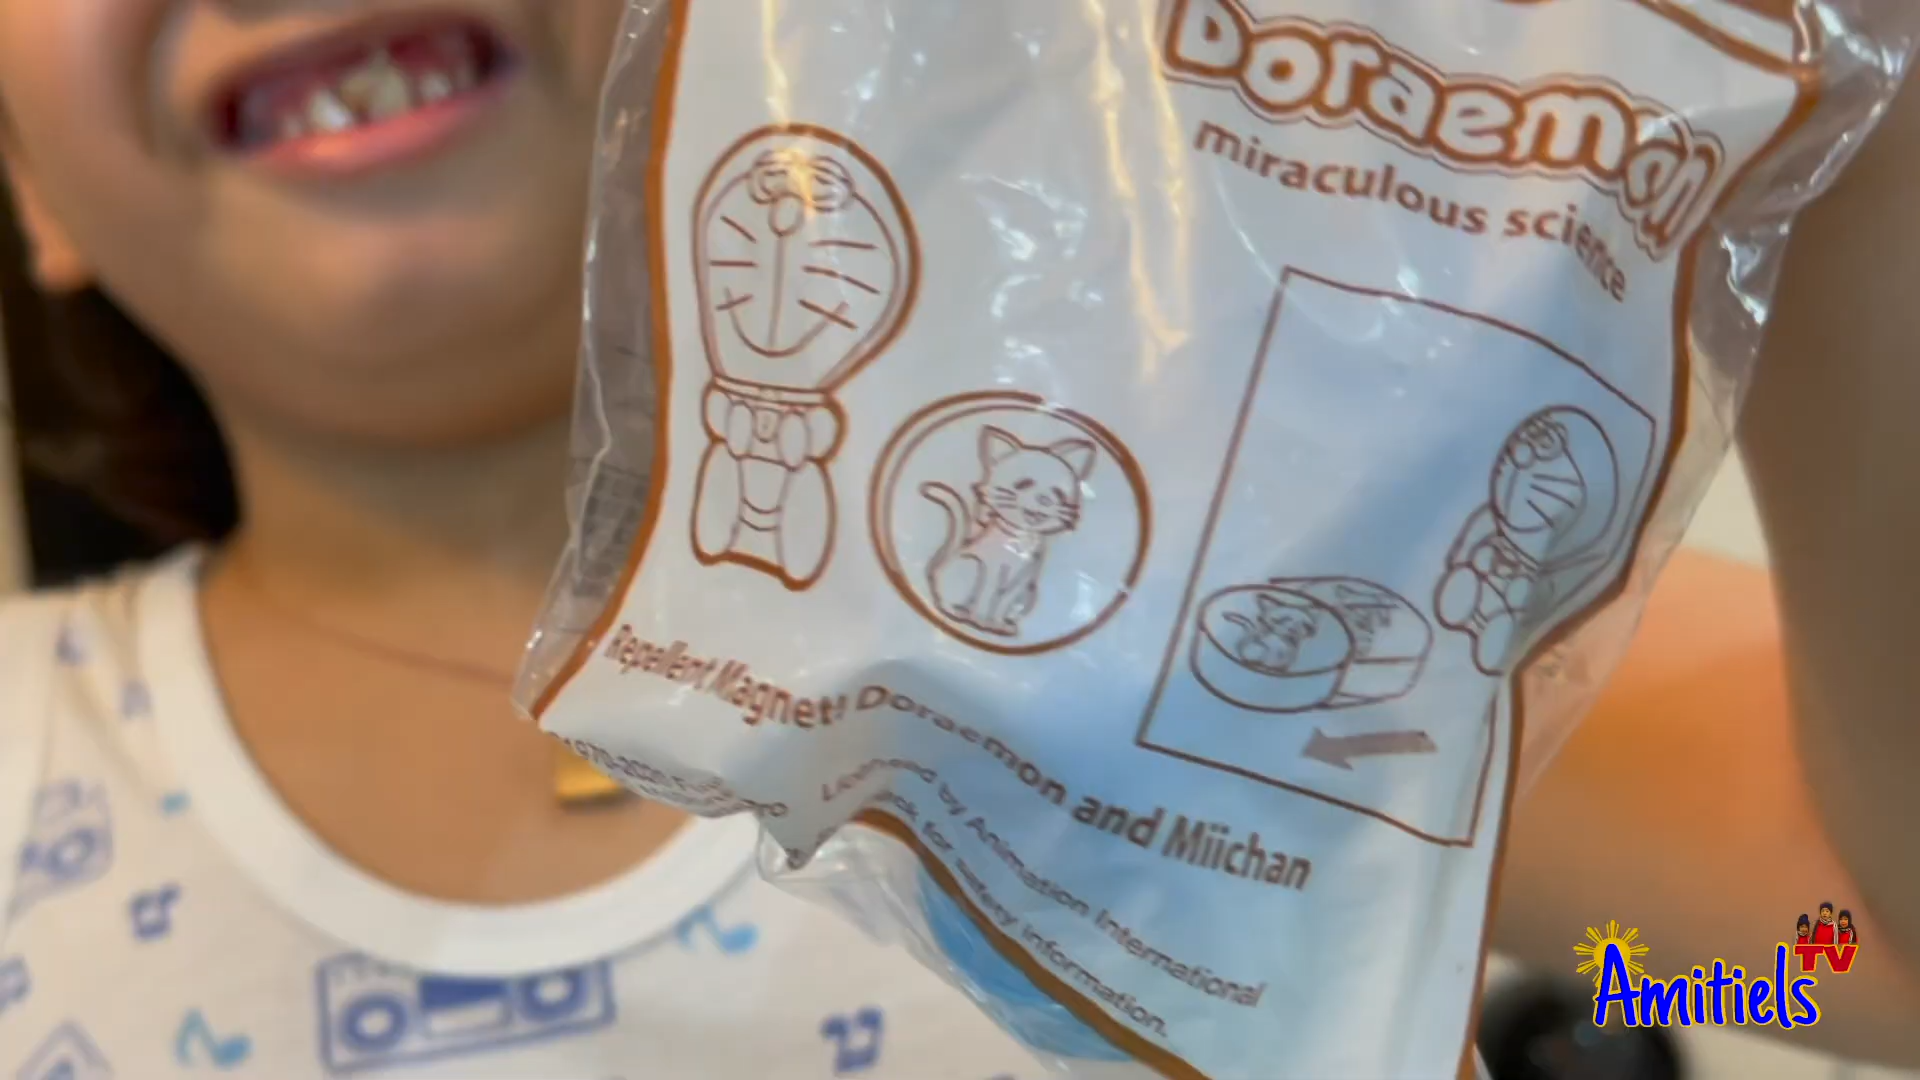 Doraemon
miraculous science
Repellent Magnet! Doraemon and Miichan
Licensed by Animation International
for safety information.
Amitiels TV